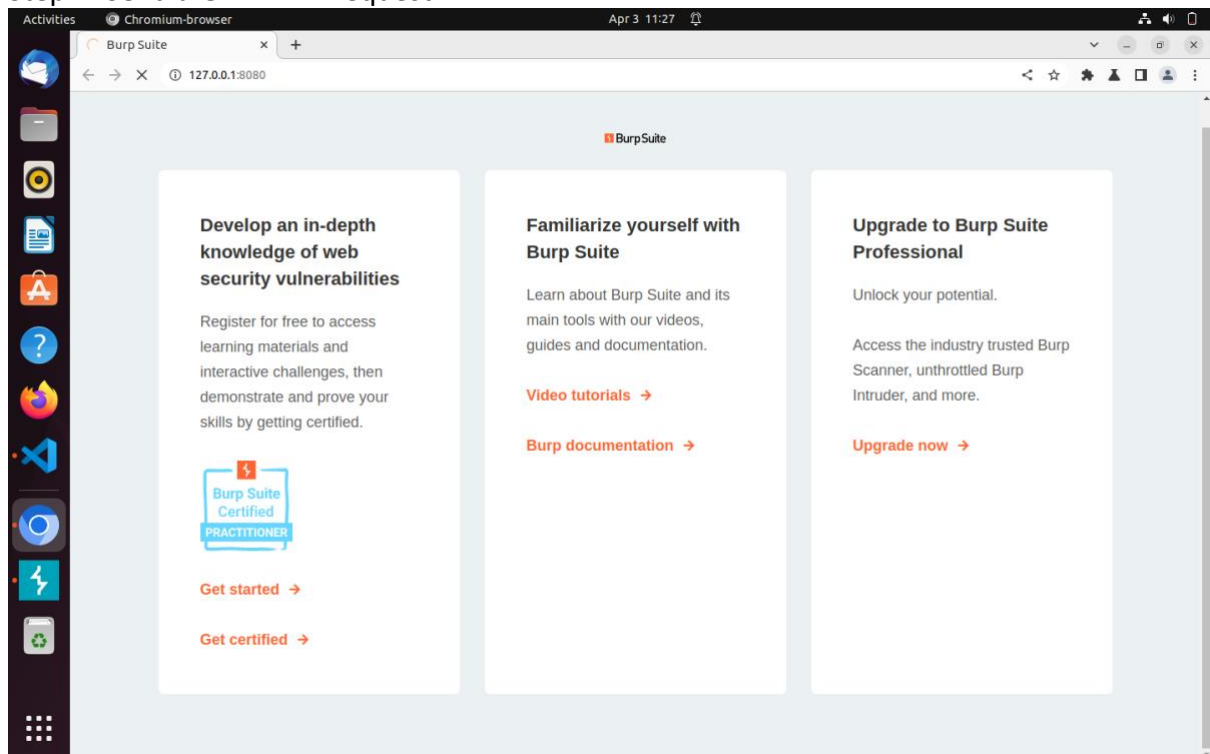 Activities
Chromium-browser
Apr 3 11:27
Burp Suite
127.0.0.1:8080
BurpSuite
Develop an in-depth
knowledge of web
security vulnerabilities
Register for free to access
learning materials and
interactive challenges, then
demonstrate and prove your
skills by getting certified.
Burp Suite
Certified
PRACTITIONER
Get started →
Get certified →
Familiarize yourself with
Burp Suite
Learn about Burp Suite and its
main tools with our videos,
guides and documentation.
Video tutorials →
Burp documentation →
Upgrade to Burp Suite
Professional
Unlock your potential.
Access the industry trusted Burp
Scanner, unthrottled Burp
Intruder, and more.
Upgrade now →